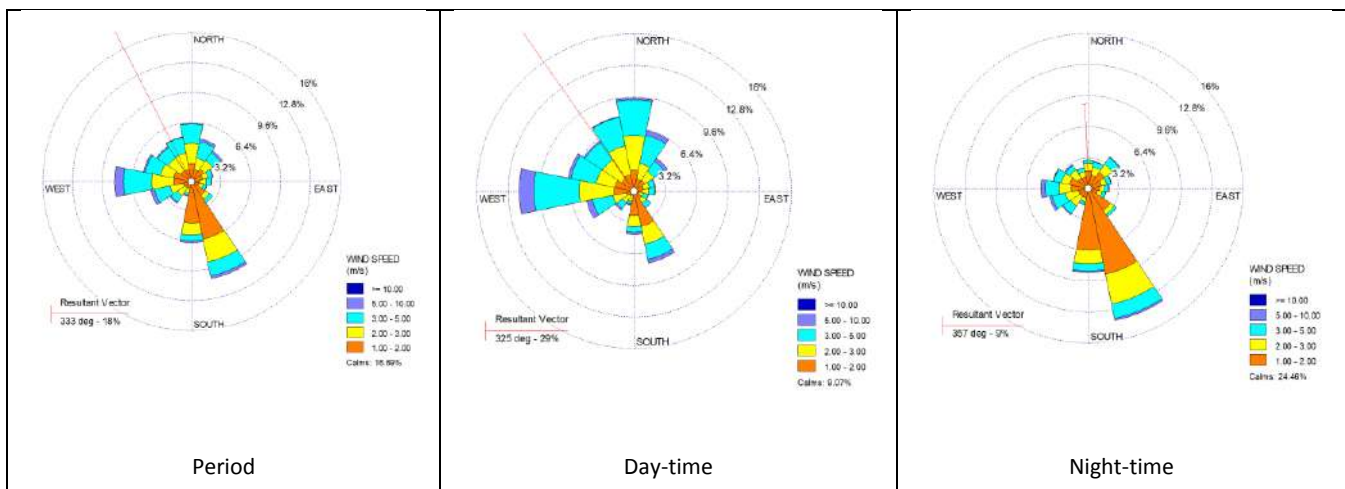 NORTH
16%
12.8%
9.6%
6.4%
3.2%
WEST
EAST
SOUTH
WIND SPEED
(m/s)
>= 10.00
5.00 - 10.00
3.00 - 5.00
2.00 - 3.00
1.00 - 2.00
Calms: 16.69%
Resultant Vector
333 deg - 18%
Period
NORTH
16%
12.8%
9.6%
6.4%
3.2%
WEST
EAST
SOUTH
WIND SPEED
(m/s)
>= 10.00
5.00 - 10.00
3.00 - 5.00
2.00 - 3.00
1.00 - 2.00
Calms: 9.07%
Resultant Vector
325 deg - 29%
Day-time
NORTH
16%
12.8%
9.6%
6.4%
3.2%
WEST
EAST
SOUTH
WIND SPEED
(m/s)
>= 10.00
5.00 - 10.00
3.00 - 5.00
2.00 - 3.00
1.00 - 2.00
Calms: 24.46%
Resultant Vector
357 deg - 9%
Night-time